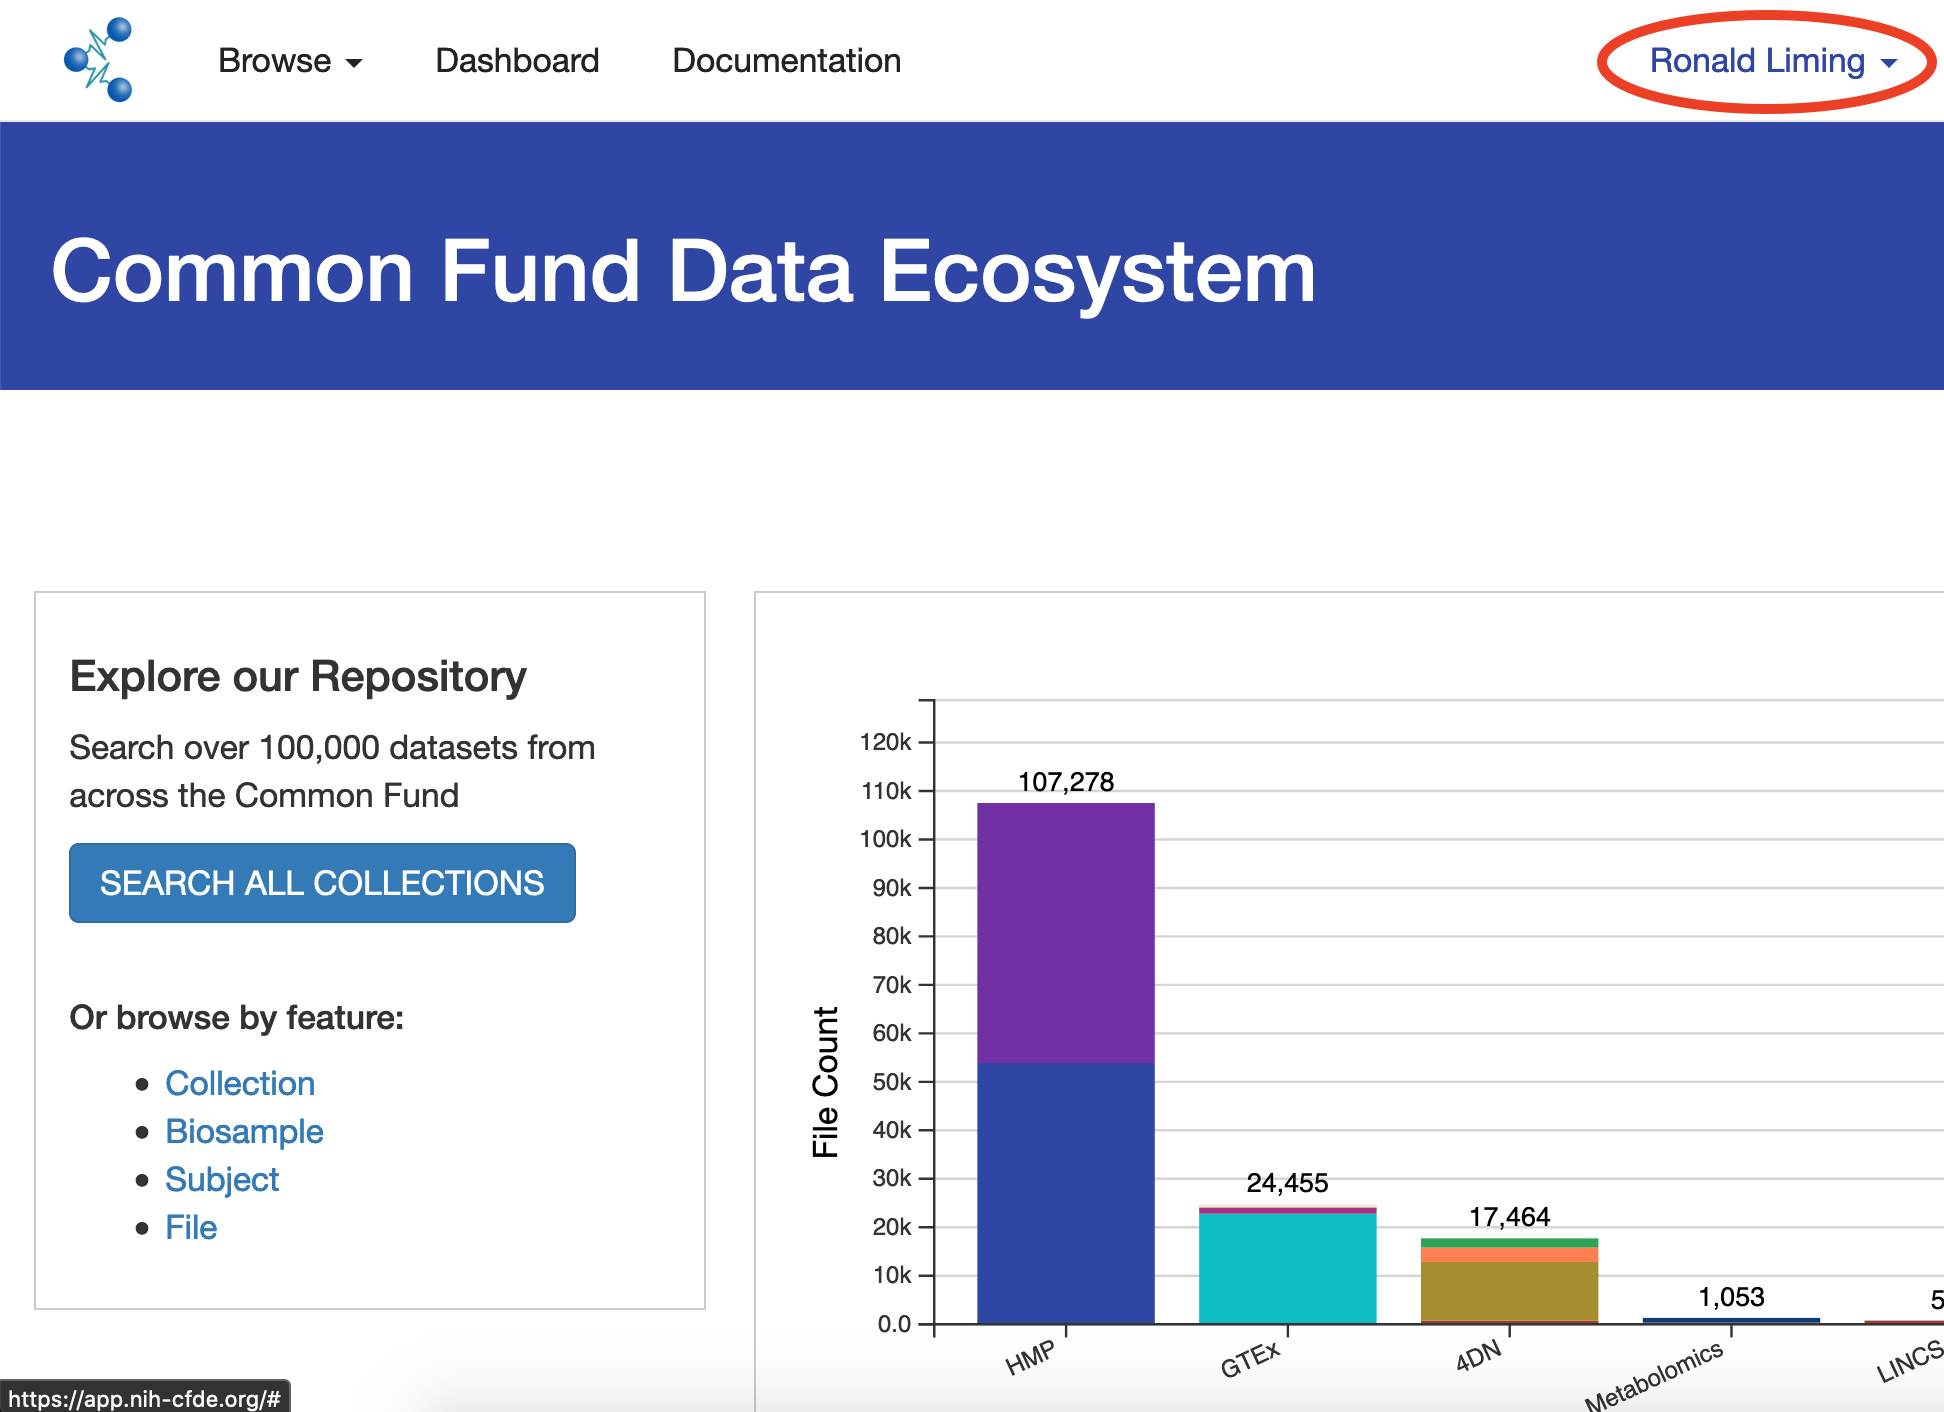 Browse
Dashboard
Documentation
Ronald Liming
Common Fund Data Ecosystem
Explore our Repository
Search over 100,000 datasets from
across the Common Fund
SEARCH ALL COLLECTIONS
Or browse by feature:
Collection
Biosample
Subject
File
File Count
120k
110k
100k
90k
80k
70k
60k
50k
40k
30k
20k
10k
0.0
107,278
24,455
17,464
1,053
5
HMP
GTEx
4DN
Metabolomics
LINCS
https://app.nih-cfde.org/#